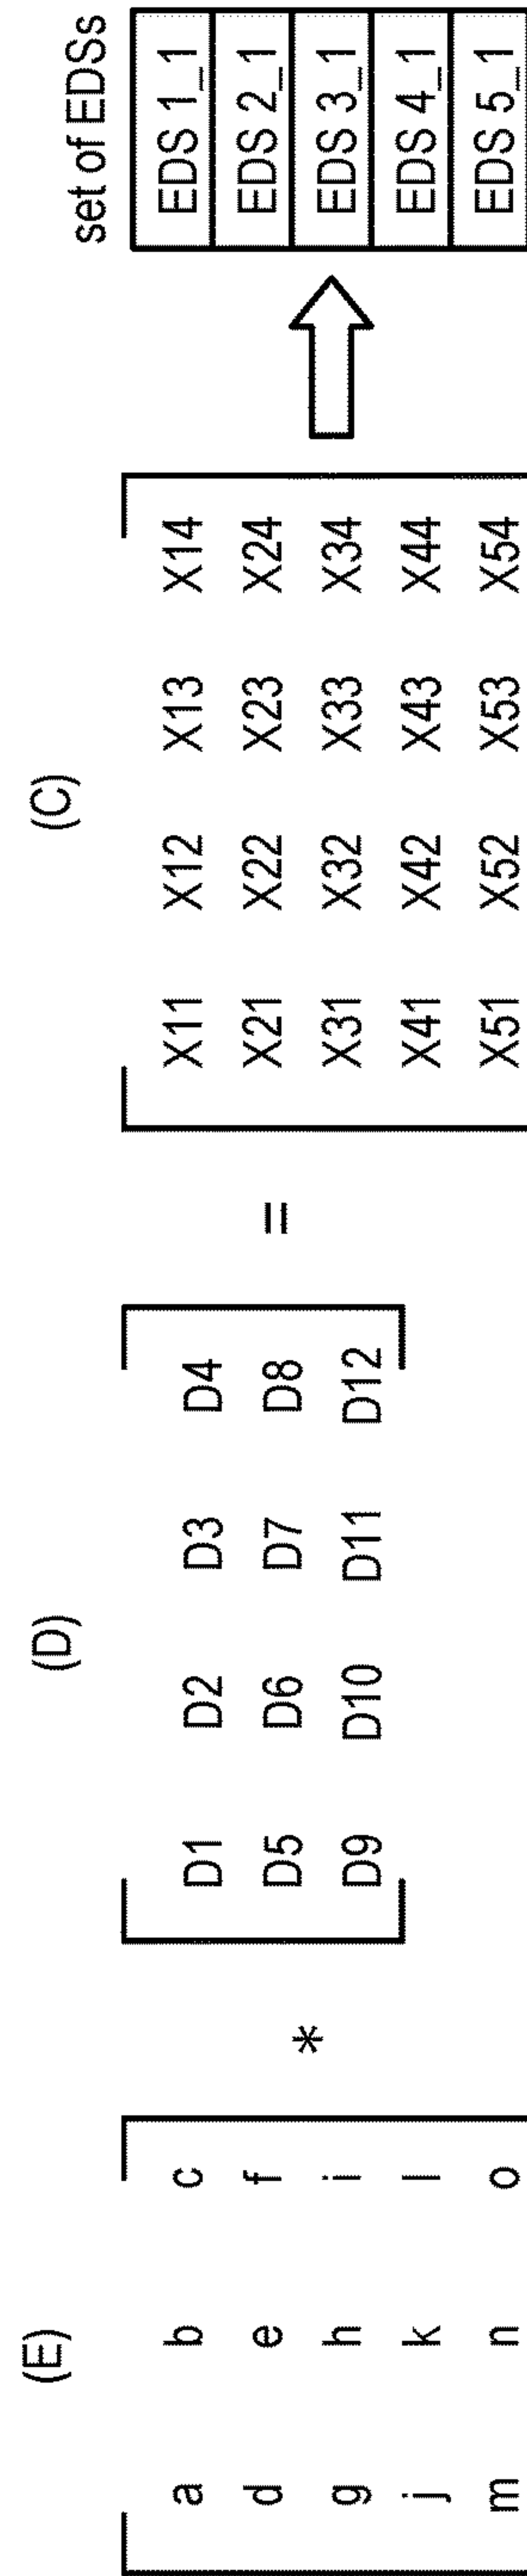 (E)
a b c
d e f
g h i
j k l
m n o
*
(D)
D1 D2 D3 D4
D5 D6 D7 D8
D9 D10 D11 D12
=
(C)
X11 X12 X13 X14
X21 X22 X23 X24
X31 X32 X33 X34
X41 X42 X43 X44
X51 X52 X53 X54
set of EDSs
EDS 1_1
EDS 2_1
EDS 3_1
EDS 4_1
EDS 5_1